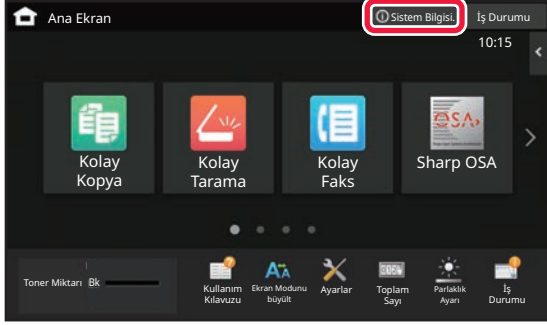 Ana Ekran
Sistem Bilgisi.
İş Durumu
10:15
Kolay
Kopya
Kolay
Tarama
Kolay
Faks
Sharp OSA
OSA
Toner Miktarı
Bk
Kullanım
Kılavuzu
Ekran Modunu
büyült
Ayarlar
Toplam
Sayı
Parlaklık
Ayarı
İş
Durumu